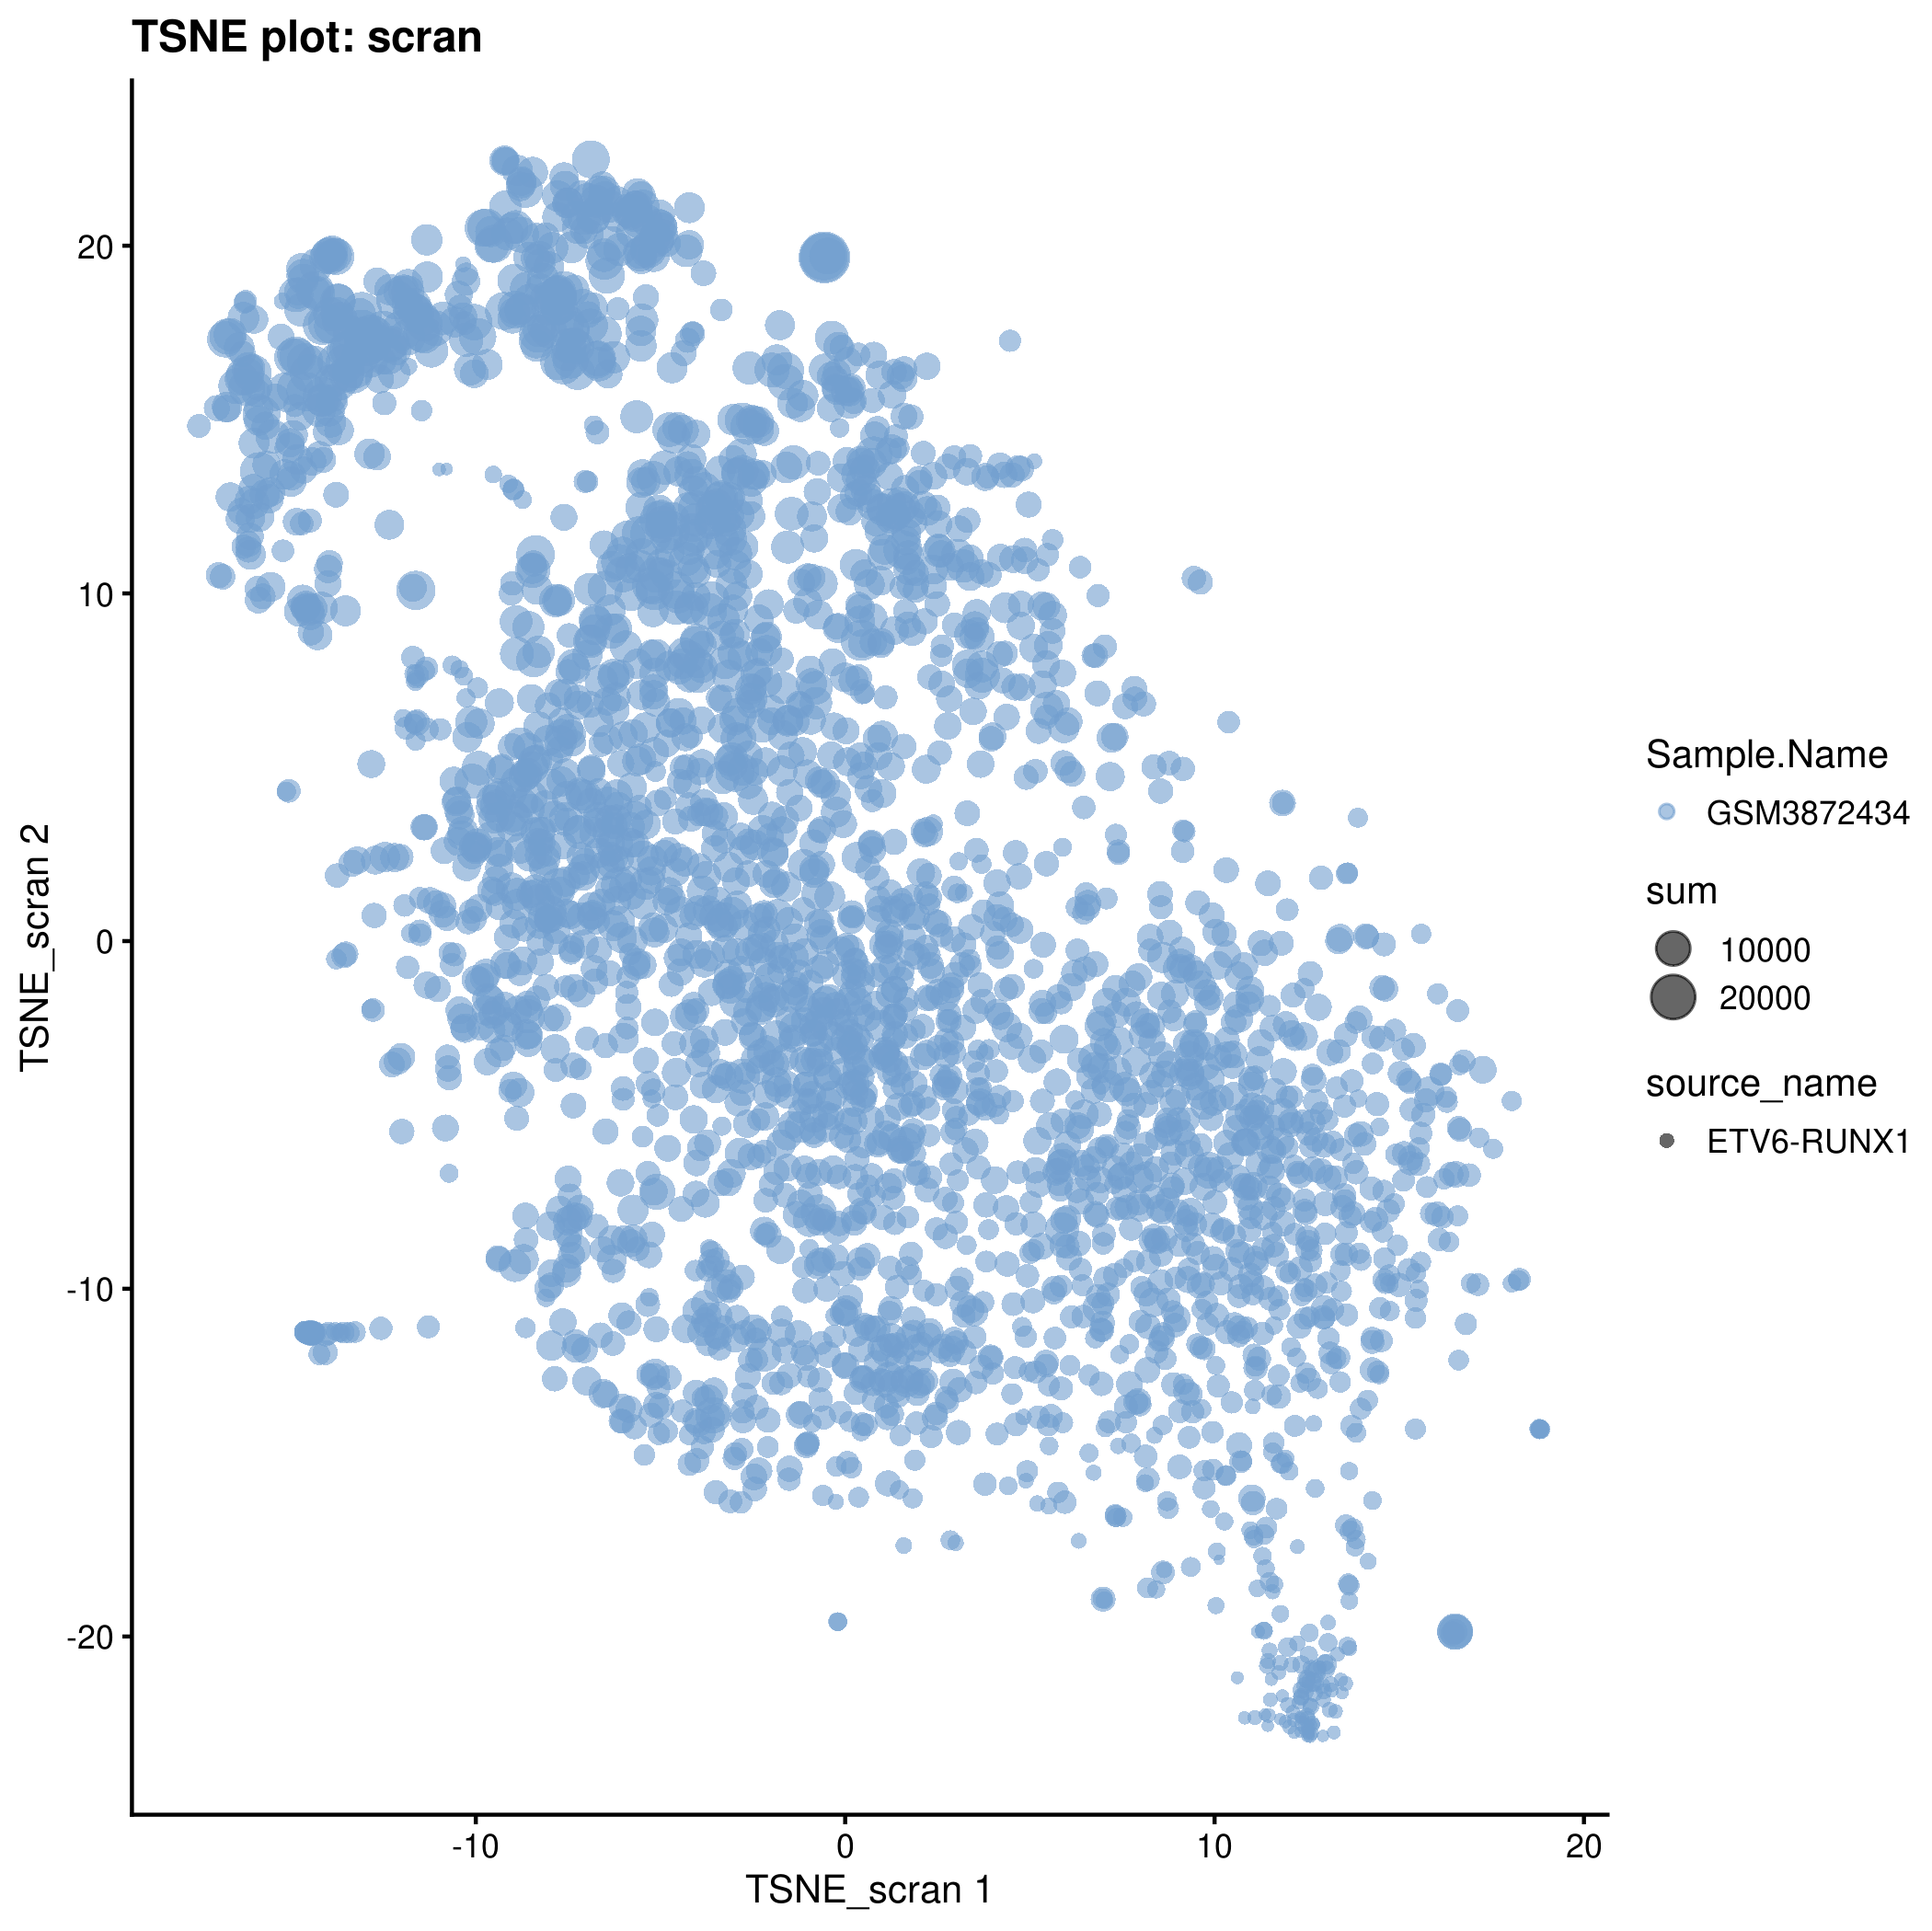 TSNE plot: scran
20
10
0
-10
-20
TSNE_scran 2
-10
0
10
20
TSNE_scran 1
Sample.Name
GSM3872434
sum
10000
20000
source_name
ETV6-RUNX1